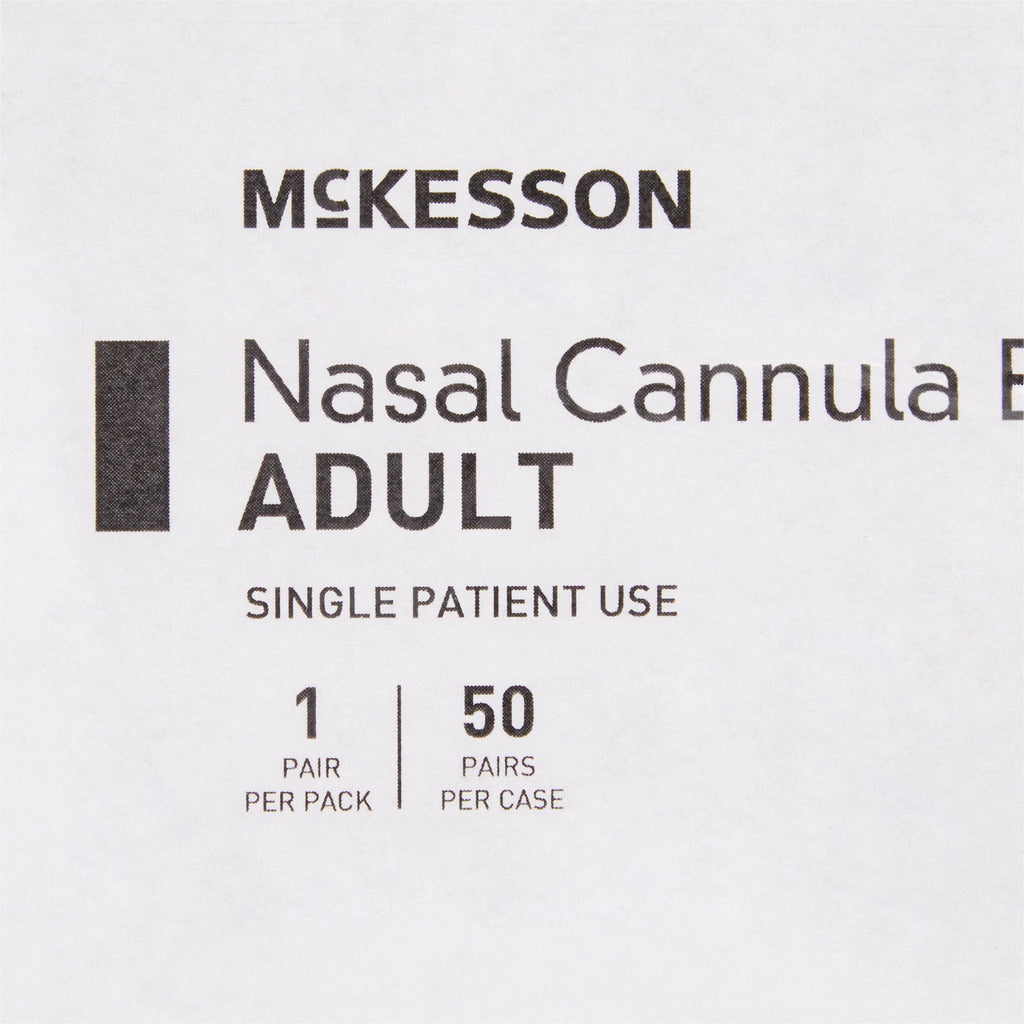 McKESSON
Nasal Cannula
ADULT
SINGLE PATIENT USE
1
PAIR
PER PACK
50
PAIRS
PER CASE